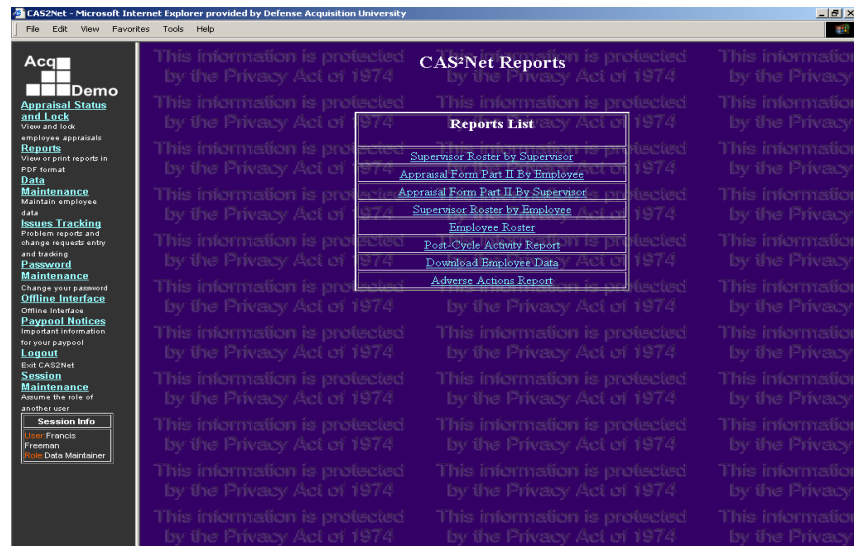 CAS2Net - Microsoft Internet Explorer provided by Defense Acquisition University
File Edit View Favorites Tools Help
Acq
Demo
Appraisal Status
and Lock
View and lock
employee appraisals
Reports
View or print reports in
PDF format
Data
Maintenance
Maintain employee
data
Issues Tracking
Problem reports and
change requests entry
and tracking
Password
Maintenance
Change your password
Offline Interface
Offline Interface
Paypool Notices
Important information
for your paypool
Logout
Exit CAS2Net
Session
Maintenance
Assume the role of
another user
Session Info
User:Francis
Freeman
Role:Data Maintainer
CAS²Net Reports
Reports List
Supervisor Roster by Supervisor
Appraisal Form Part II By Employee
Appraisal Form Part II By Supervisor
Supervisor Roster by Employee
Employee Roster
Post-Cycle Activity Report
Download Employee Data
Adverse Actions Report
This information is protected
by the Privacy Act of 1974